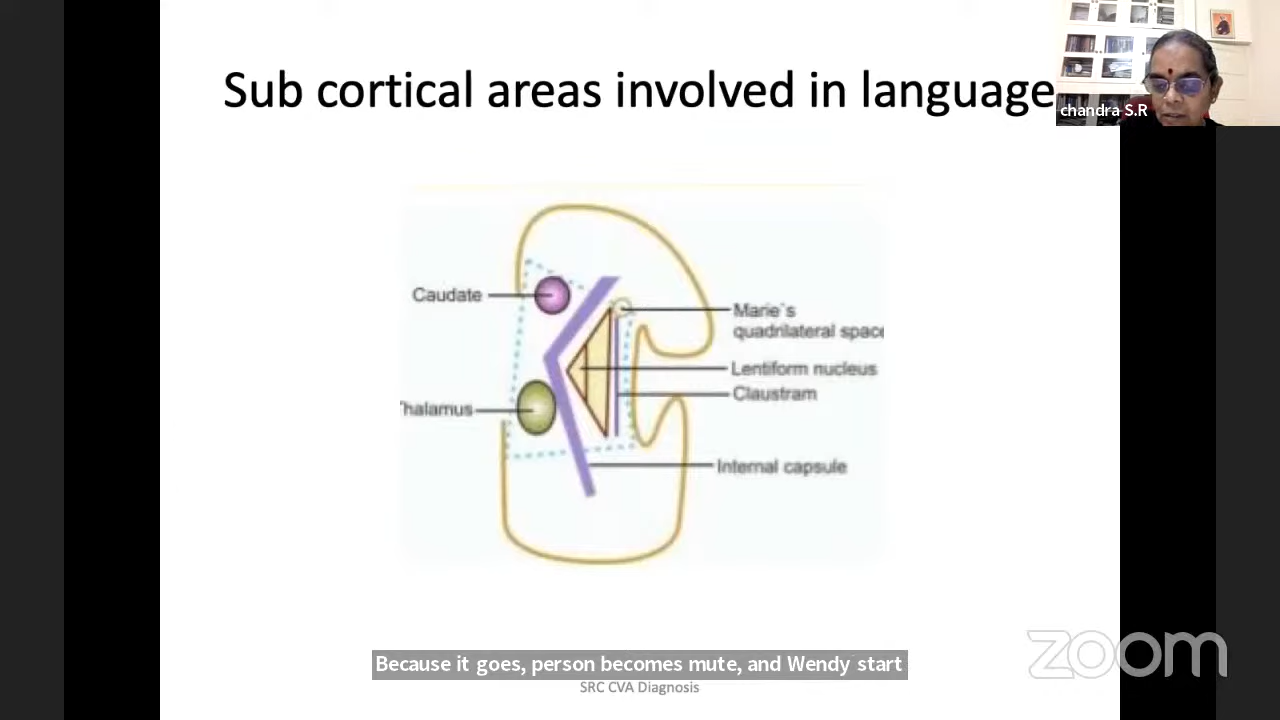 Sub cortical areas involved in language
chandra S.R
Caudate
Marie's
quadrilateral space
Lentiform nucleus
Claustram
Thalamus
Internal capsule
Because it goes, person becomes mute, and Wendy start
SRC CVA Diagnosis
zoom